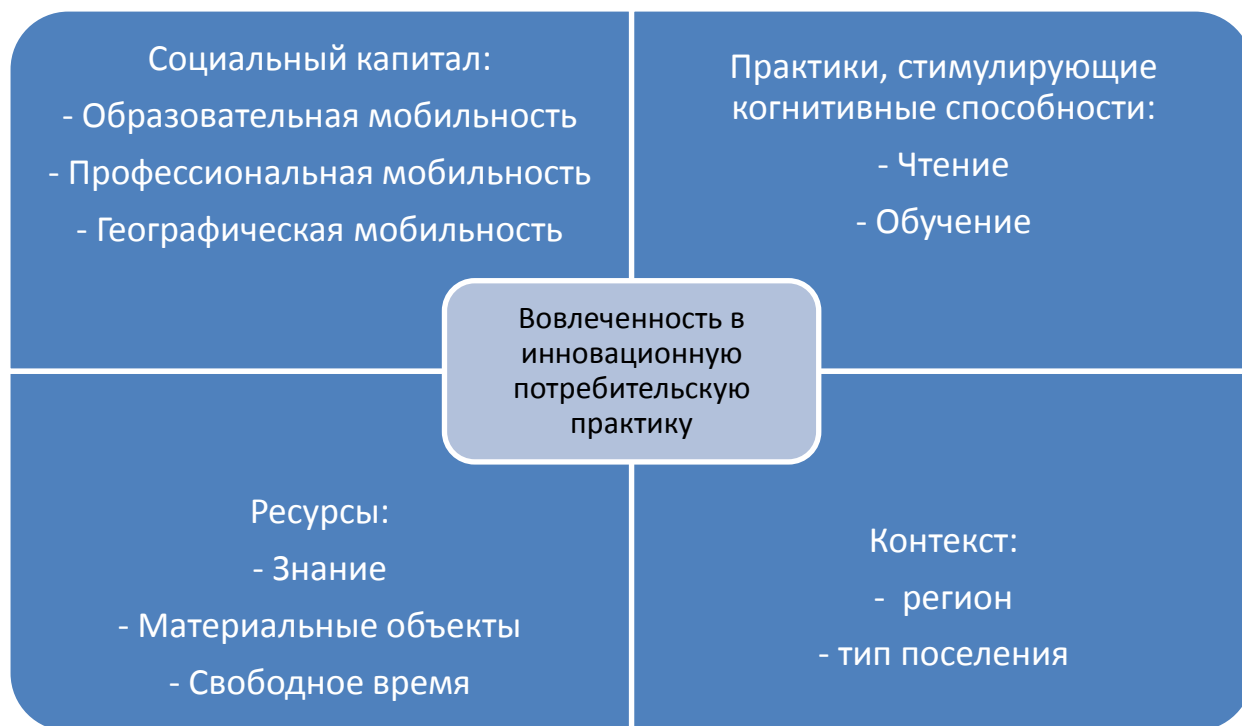 Социальный капитал:
- Образовательная мобильность
- Профессиональная мобильность
- Географическая мобильность
Практики, стимулирующие
когнитивные способности:
- Чтение
- Обучение
Вовлеченность в
инновационную
потребительскую
практику
Ресурсы:
- Знание
- Материальные объекты
- Свободное время
Контекст:
- регион
- тип поселения